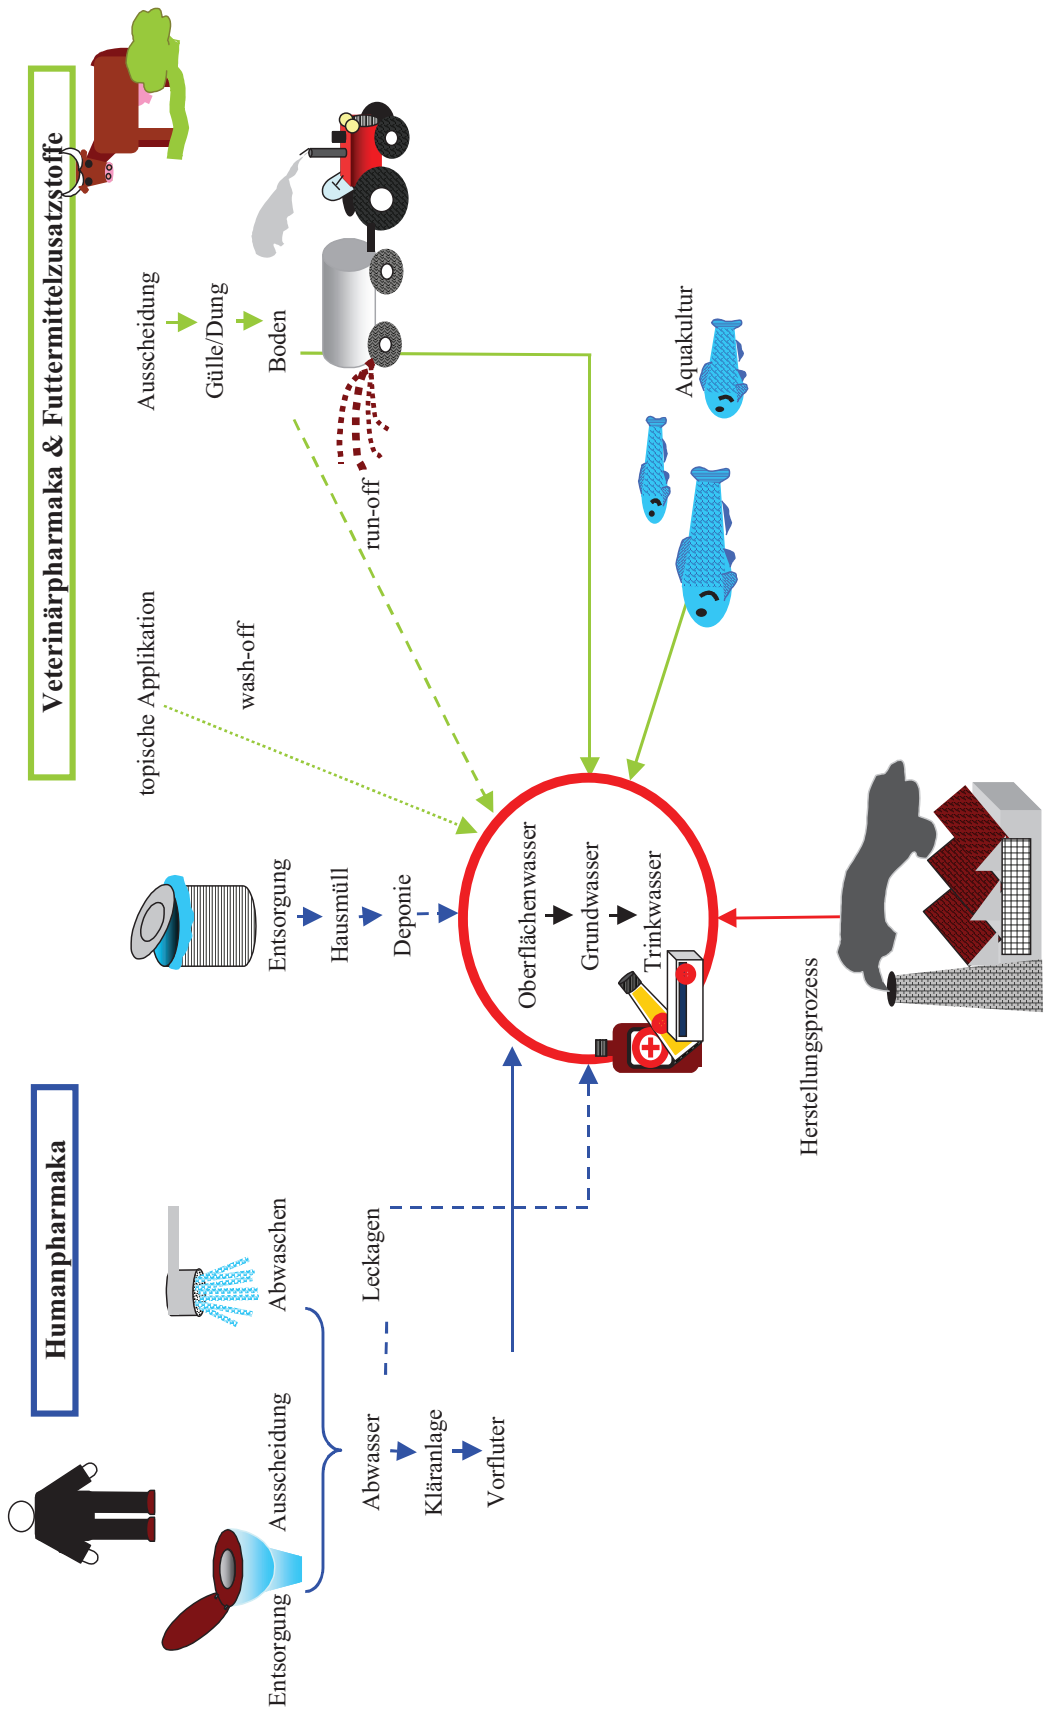 Humanpharmaka
Veterinärpharmaka & Futtermittelzusatzstoffe
Entsorgung
Ausscheidung
Abwaschen
Abwasser
Kläranlage
Vorfluter
Leckagen
Entsorgung
Hausmüll
Deponie
topische Applikation
wash-off
Ausscheidung
Gülle/Dung
Boden
run-off
Oberflächenwasser
Grundwasser
Trinkwasser
Aquakultur
Herstellungsprozess